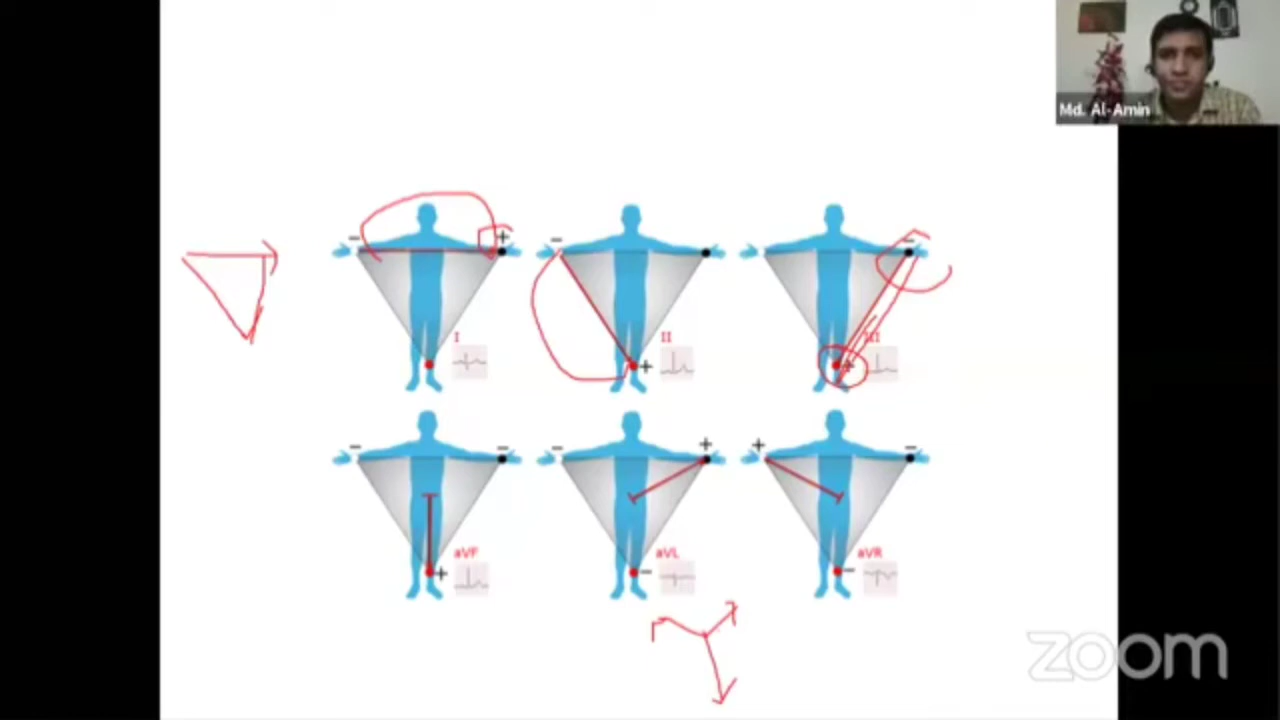 Md. Al-Amin
− + − −
I II + III +
− − − + + −
aVF aVL aVR
+ − −
zoom